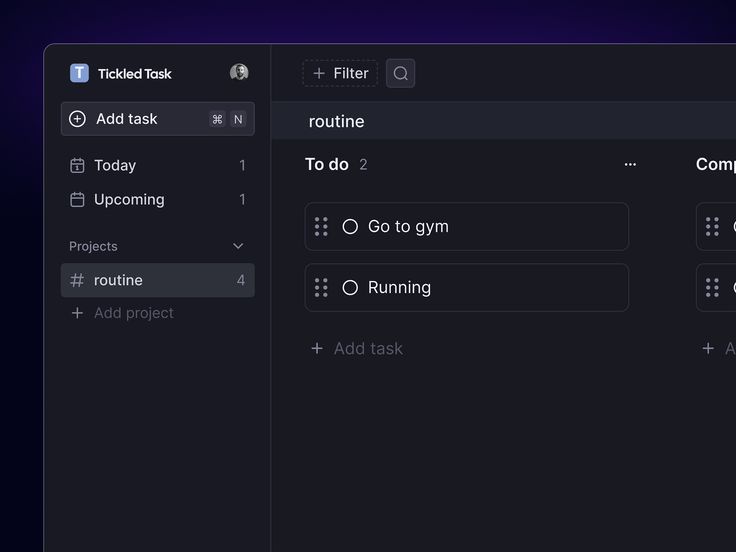 T Tickled Task
Add task ⌘ N
Today 1
Upcoming 1
Projects
# routine 4
+ Add project
+ Filter
routine
To do 2 ...
Go to gym
Running
+ Add task